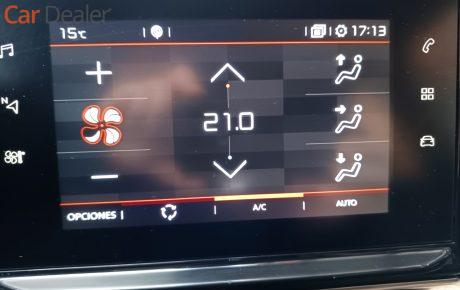 Car Dealer
15°C
17:13
N
21.0
OPCIONES
A/C
AUTO